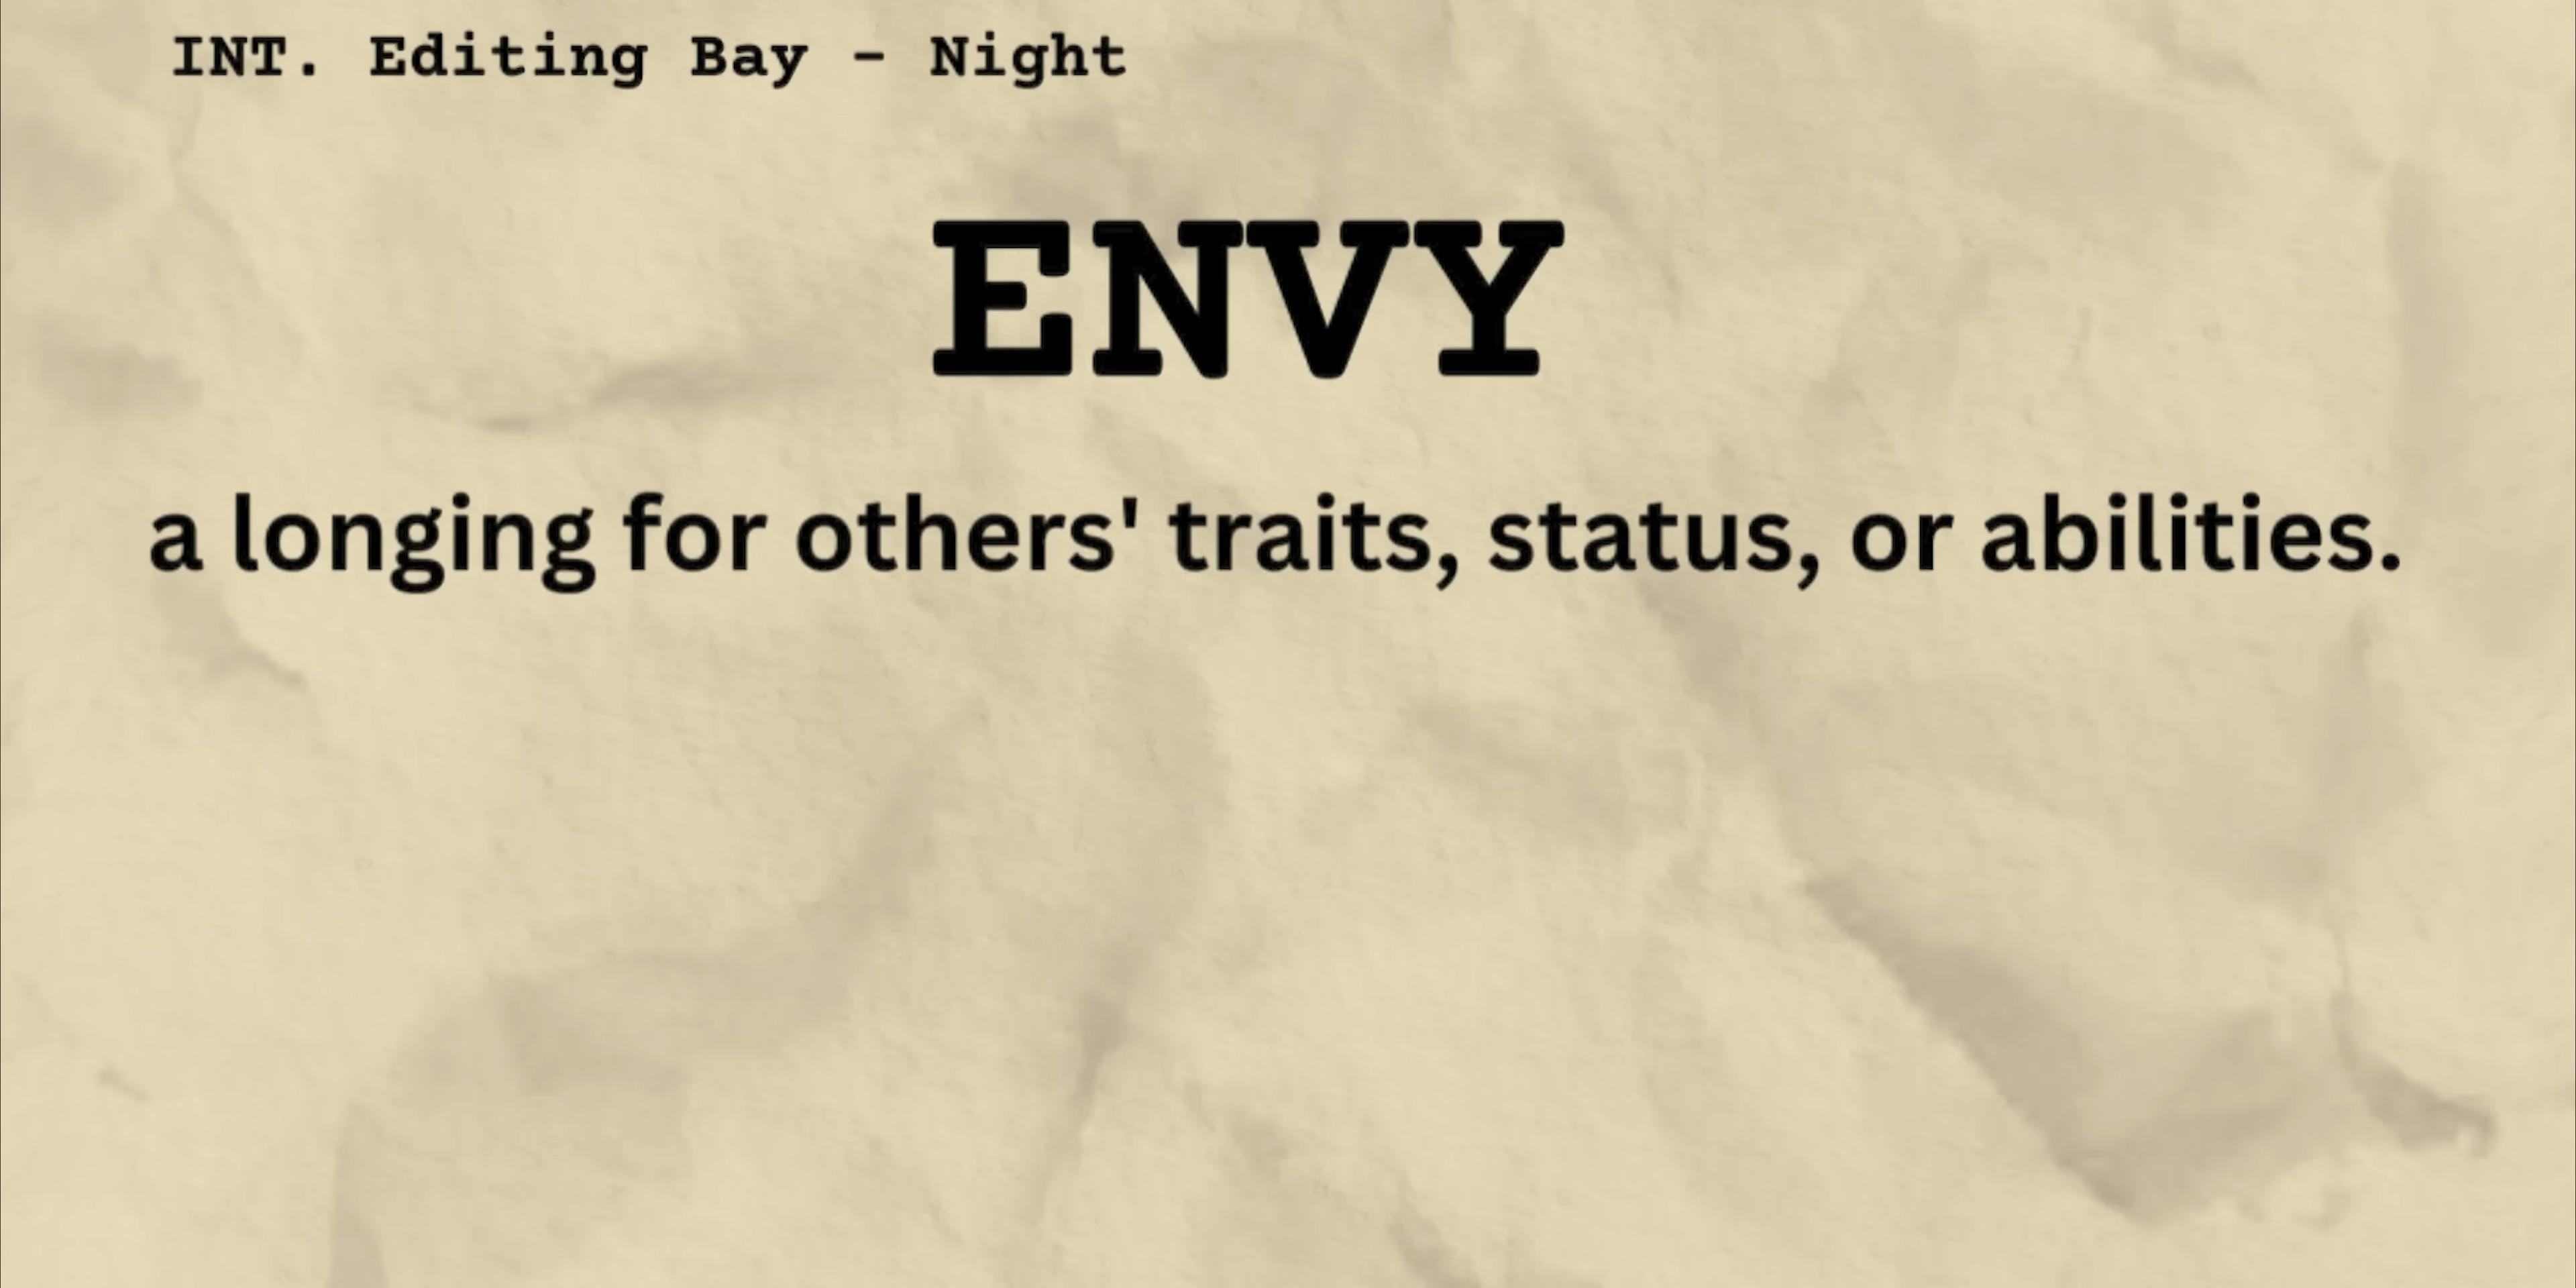 INT. Editing Bay - Night
ENVY
a longing for others' traits, status, or abilities.